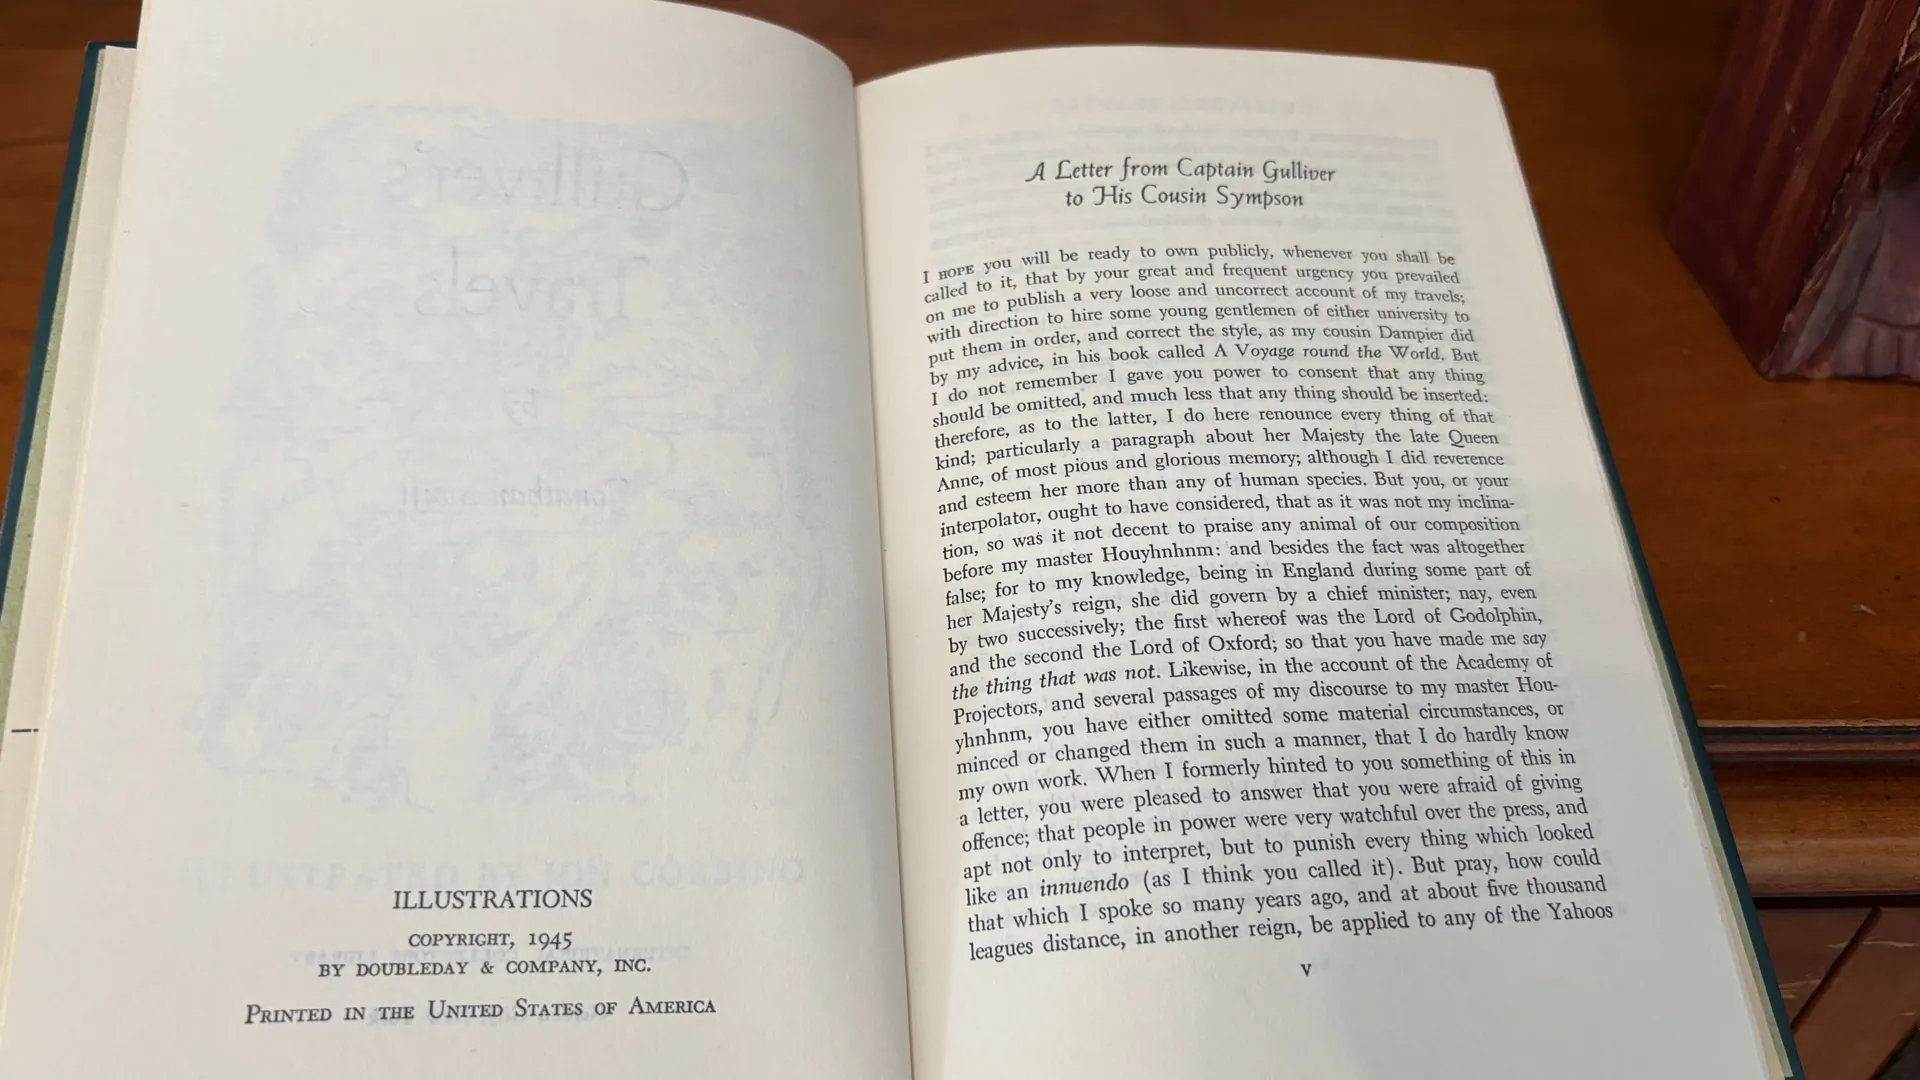 ILLUSTRATIONS
COPYRIGHT, 1945
BY DOUBLEDAY & COMPANY, INC.
PRINTED IN THE UNITED STATES OF AMERICA
A Letter from Captain Gulliver
to His Cousin Sympson
I HOPE you will be ready to own publicly, whenever you shall be
called to it, that by your great and frequent urgency you prevailed
on me to publish a very loose and uncorrect account of my travels;
with direction to hire some young gentlemen of either university to
put them in order, and correct the style, as my cousin Dampier did
by my advice, in his book called A Voyage round the World. But
I do not remember I gave you power to consent that any thing
should be omitted, and much less that any thing should be inserted:
therefore, as to the latter, I do here renounce every thing of that
kind; particularly a paragraph about her Majesty the late Queen
Anne, of most pious and glorious memory; although I did reverence
and esteem her more than any of human species. But you, or your
interpolator, ought to have considered, that as it was not my inclina-
tion, so was it not decent to praise any animal of our composition
before my master Houyhnhnm: and besides the fact was altogether
false; for to my knowledge, being in England during some part of
her Majesty's reign, she did govern by a chief minister; nay, even
by two successively; the first whereof was the Lord of Godolphin,
and the second the Lord of Oxford; so that you have made me say
the thing that was not. Likewise, in the account of the Academy of
Projectors, and several passages of my discourse to my master Hou-
yhnhnm, you have either omitted some material circumstances, or
minced or changed them in such a manner, that I do hardly know
my own work. When I formerly hinted to you something of this in
a letter, you were pleased to answer that you were afraid of giving
offence; that people in power were very watchful over the press, and
apt not only to interpret, but to punish every thing which looked
like an innuendo (as I think you called it). But pray, how could
that which I spoke so many years ago, and at about five thousand
leagues distance, in another reign, be applied to any of the Yahoos
v